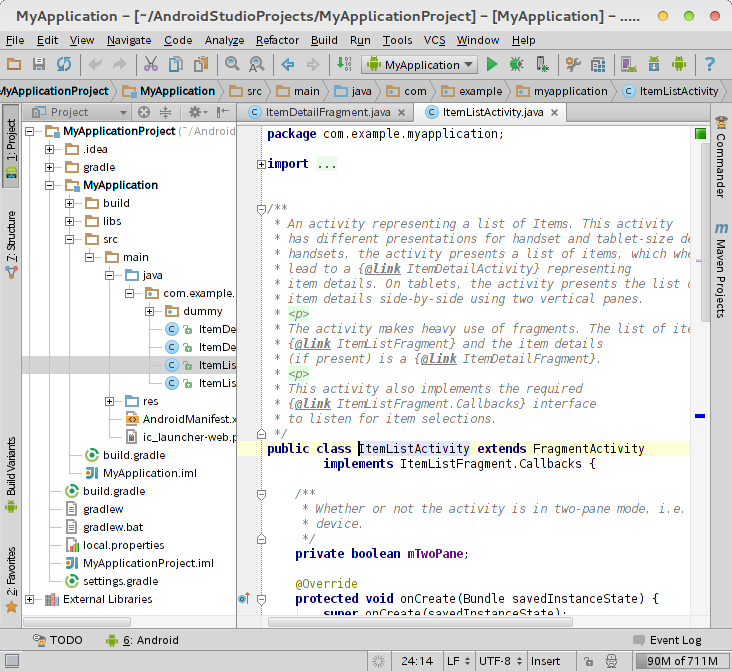 MyApplication – [~/AndroidStudioProjects/MyApplicationProject] – [MyApplication] – .....
File Edit View Navigate Code Analyze Refactor Build Run Tools VCS Window Help
MyApplication
MyApplicationProject MyApplication src main java com example myapplication ItemListActivity
1: Project
7: Structure
Build Variants
2: Favorites
Project
MyApplicationProject (~/Android
.idea
gradle
MyApplication
build
libs
src
main
java
com.example.
dummy
ItemDe
ItemDe
ItemLis
ItemLis
res
AndroidManifest.x
ic_launcher-web.p
build.gradle
MyApplication.iml
build.gradle
gradlew
gradlew.bat
local.properties
MyApplicationProject.iml
settings.gradle
External Libraries
ItemDetailFragment.java ItemListActivity.java
package com.example.myapplication;
import ...
/**
* An activity representing a list of Items. This activity
* has different presentations for handset and tablet-size de
* handsets, the activity presents a list of items, which whe
* lead to a {@link ItemDetailActivity} representing
* item details. On tablets, the activity presents the list o
* item details side-by-side using two vertical panes.
* <p>
* The activity makes heavy use of fragments. The list of ite
* {@link ItemListFragment} and the item details
* (if present) is a {@link ItemDetailFragment}.
* <p>
* This activity also implements the required
* {@link ItemListFragment.Callbacks} interface
* to listen for item selections.
*/
public class ItemListActivity extends FragmentActivity
implements ItemListFragment.Callbacks {
/**
* Whether or not the activity is in two-pane mode, i.e.
* device.
*/
private boolean mTwoPane;
@Override
protected void onCreate(Bundle savedInstanceState) {
super.onCreate(savedInstanceState);
Commander
m
Maven Projects
TODO 6: Android Event Log
24:14 LF UTF-8 Insert 90M of 711M